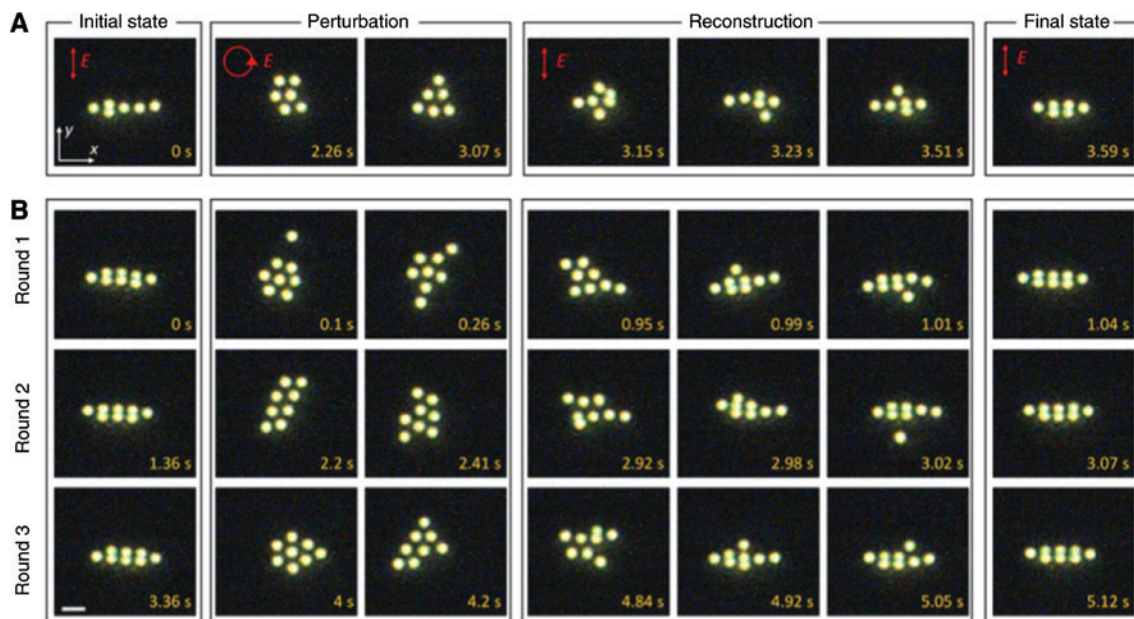 Initial state Perturbation Reconstruction Final state
A
E E E E
y
x
0 s 2.26 s 3.07 s 3.15 s 3.23 s 3.51 s 3.59 s
B
Round 1
0 s 0.1 s 0.26 s 0.95 s 0.99 s 1.01 s 1.04 s
Round 2
1.36 s 2.2 s 2.41 s 2.92 s 2.98 s 3.02 s 3.07 s
Round 3
3.36 s 4 s 4.2 s 4.84 s 4.92 s 5.05 s 5.12 s